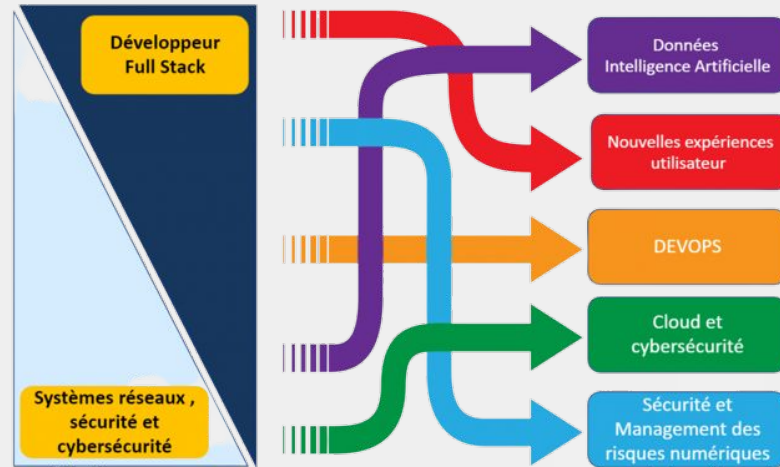 Développeur
Full Stack
Systèmes réseaux ,
sécurité et
cybersécurité
Données
Intelligence Artificielle
Nouvelles expériences
utilisateur
DEVOPS
Cloud et
cybersécurité
Sécurité et
Management des
risques numériques